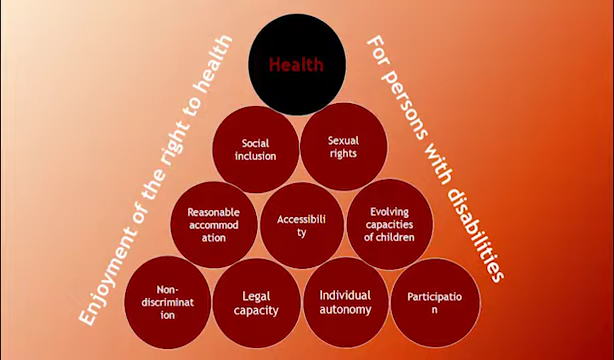 Health
Enjoyment of the right to health
For persons with disabilities
Social
inclusion
Sexual
rights
Reasonable
accommod
ation
Accessibili
ty
Evolving
capacities
of children
Non-
discriminat
ion
Legal
capacity
Individual
autonomy
Participatio
n